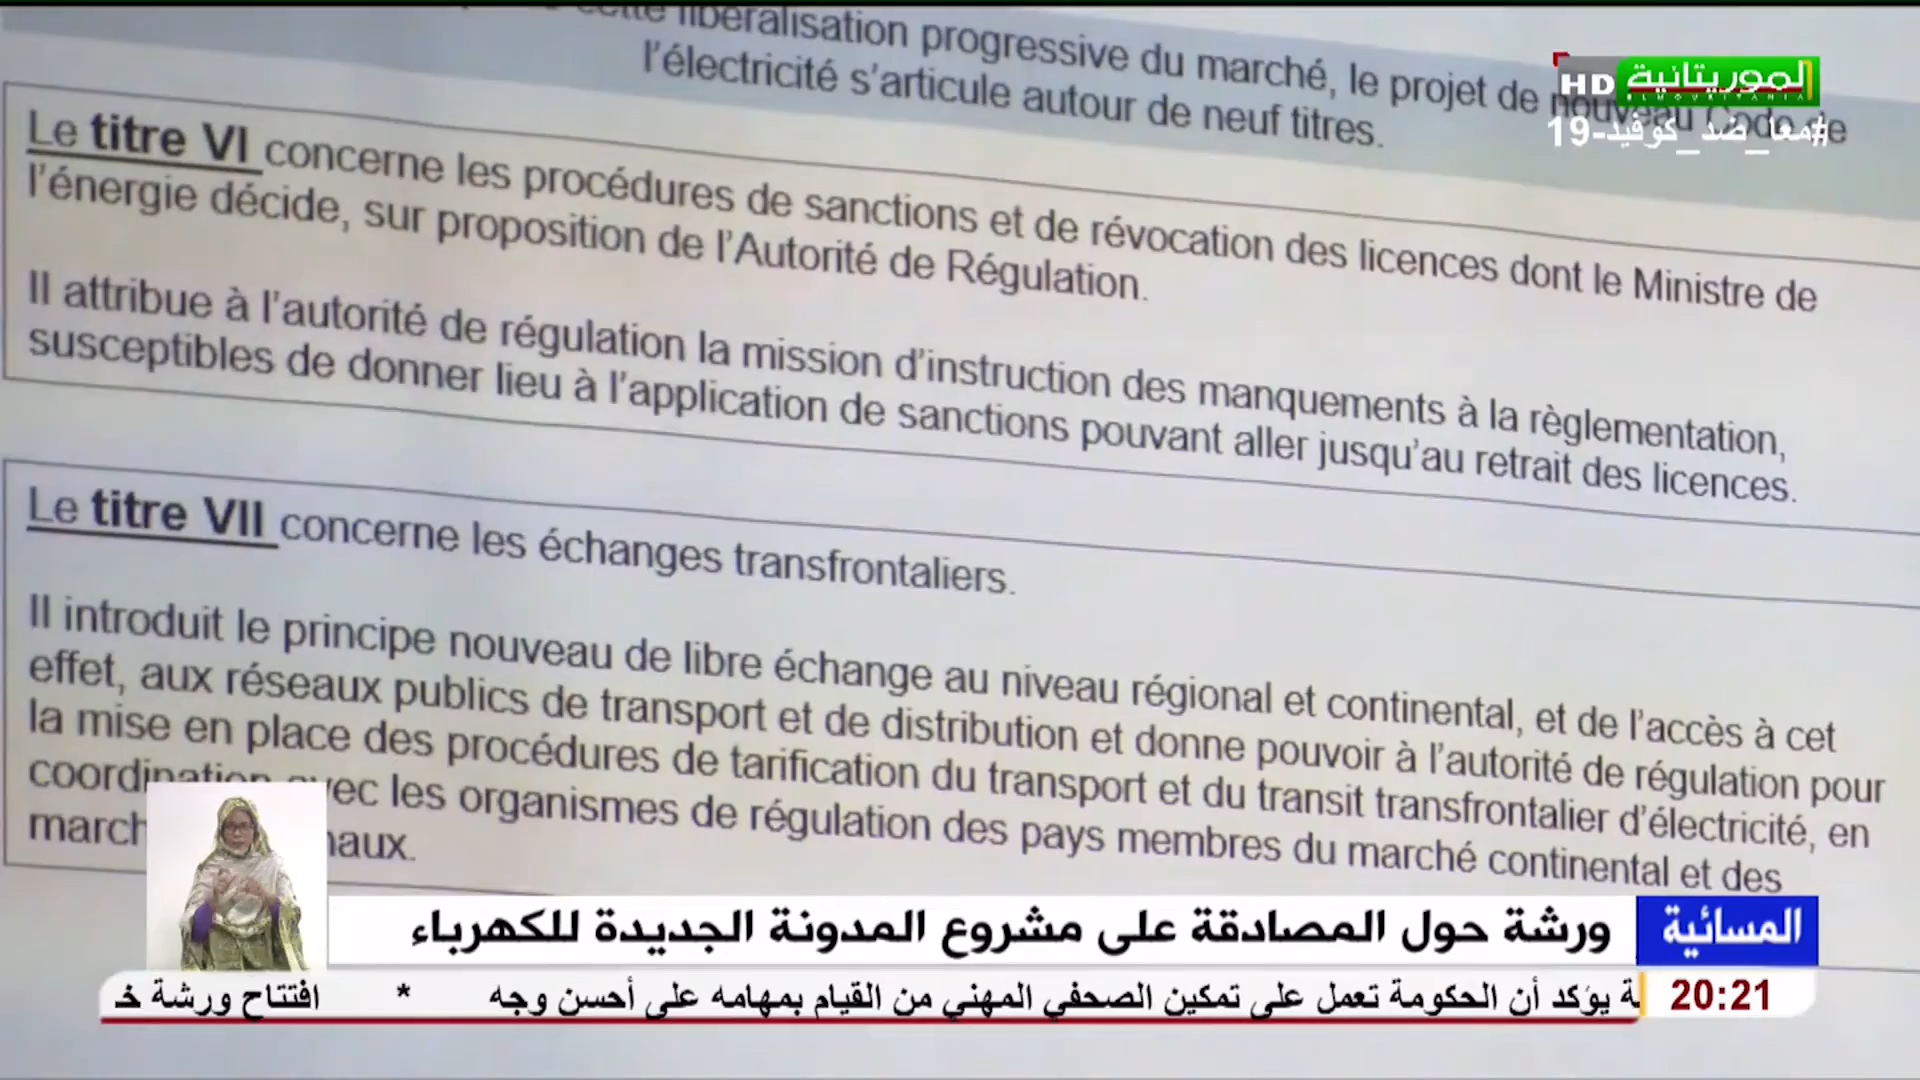 cette libéralisation progressive du marché, le projet de nouveau Code de
l’électricité s’articule autour de neuf titres.
HD الموريتانية
ELMOURITANIA
#معا_ضد_كوفيد-19
Le titre VI concerne les procédures de sanctions et de révocation des licences dont le Ministre de
l’énergie décide, sur proposition de l’Autorité de Régulation.
Il attribue à l’autorité de régulation la mission d’instruction des manquements à la règlementation,
susceptibles de donner lieu à l’application de sanctions pouvant aller jusqu’au retrait des licences.
Le titre VII concerne les échanges transfrontaliers.
Il introduit le principe nouveau de libre échange au niveau régional et continental, et de l’accès à cet
effet, aux réseaux publics de transport et de distribution et donne pouvoir à l’autorité de régulation pour
la mise en place des procédures de tarification du transport et du transit transfrontalier d’électricité, en
coordination avec les organismes de régulation des pays membres du marché continental et des
المسائية
ورشة حول المصادقة على مشروع المدونة الجديدة للكهرباء
20:21
يؤكد أن الحكومة تعمل على تمكين الصحفي المهني من القيام بمهامه على أحسن وجه * افتتاح ورشة